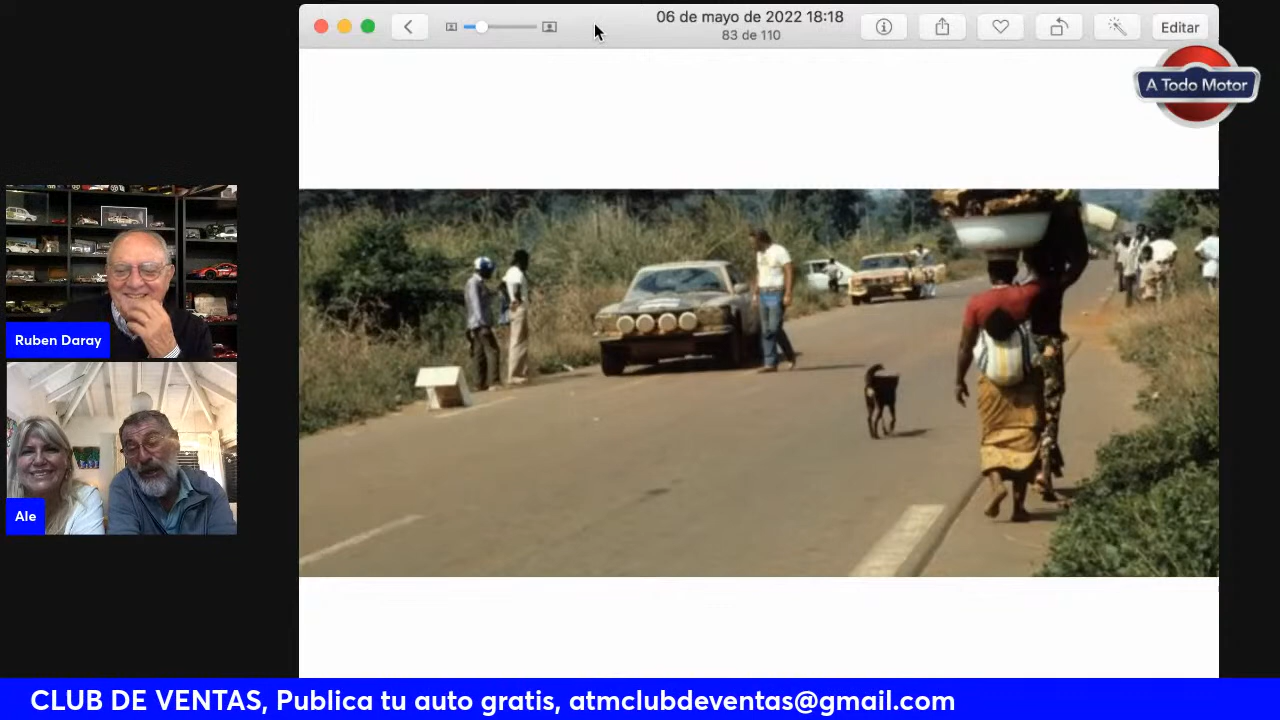 06 de mayo de 2022 18:18
83 de 110
Editar
A Todo Motor
Ruben Daray
Ale
CLUB DE VENTAS, Publica tu auto gratis, atmclubdeventas@gmail.com